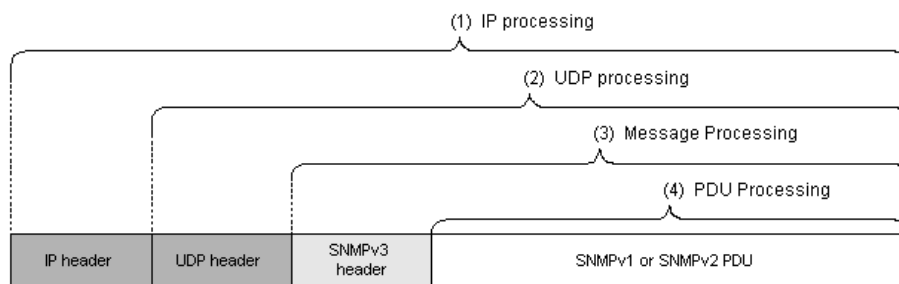 (1) IP processing
(2) UDP processing
(3) Message Processing
(4) PDU Processing
IP header
UDP header
SNMPv3
header
SNMPv1 or SNMPv2 PDU